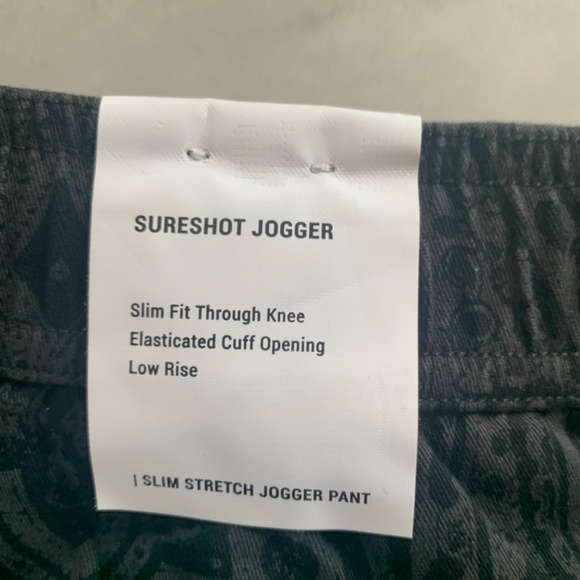 SURESHOT JOGGER
Slim Fit Through Knee
Elasticated Cuff Opening
Low Rise
| SLIM STRETCH JOGGER PANT